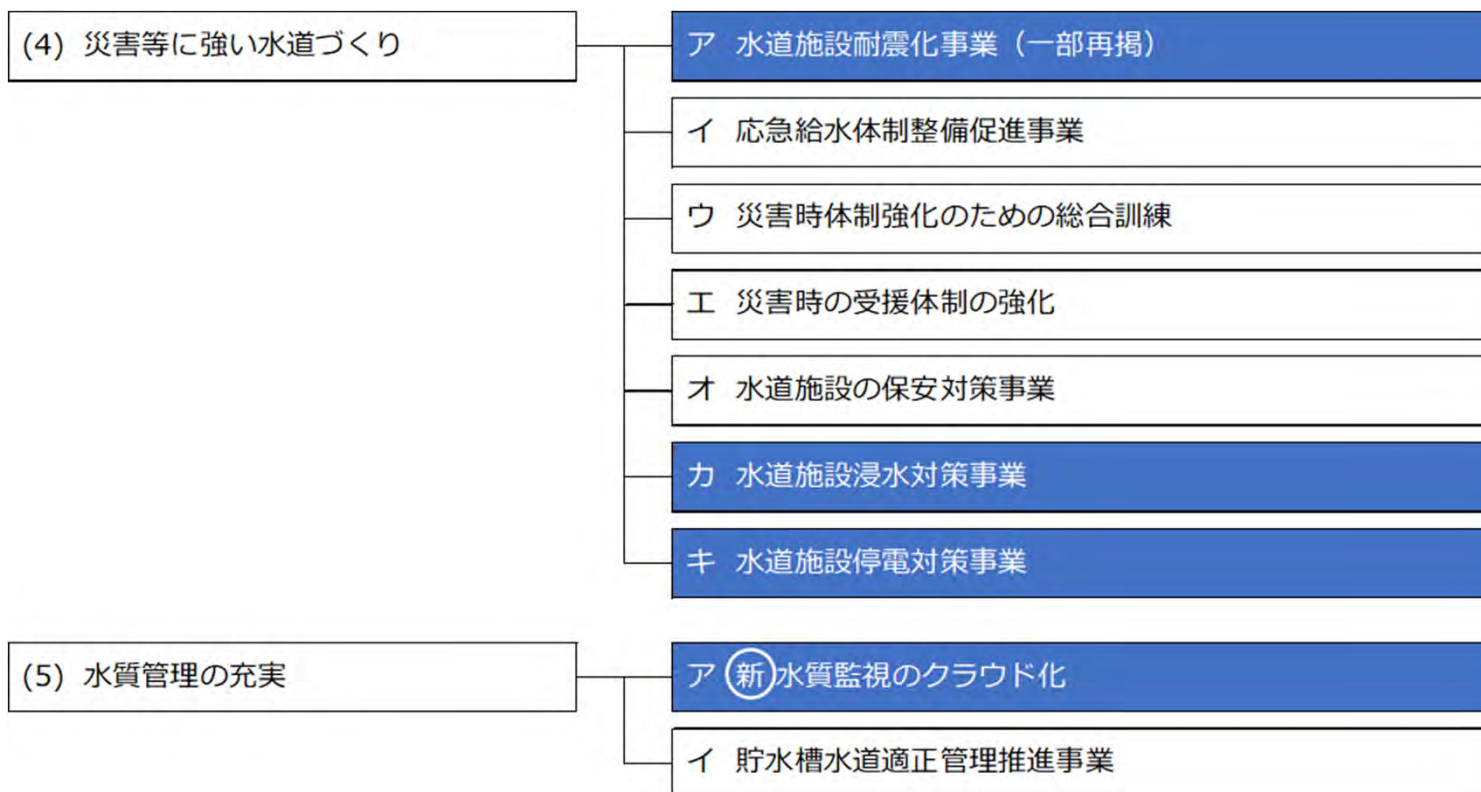 (4) 災害等に強い水道づくり
ア 水道施設耐震化事業（一部再掲）
イ 応急給水体制整備促進事業
ウ 災害時体制強化のための総合訓練
エ 災害時の受援体制の強化
オ 水道施設の保安対策事業
カ 水道施設浸水対策事業
キ 水道施設停電対策事業
(5) 水質管理の充実
ア 新 水質監視のクラウド化
イ 貯水槽水道適正管理推進事業